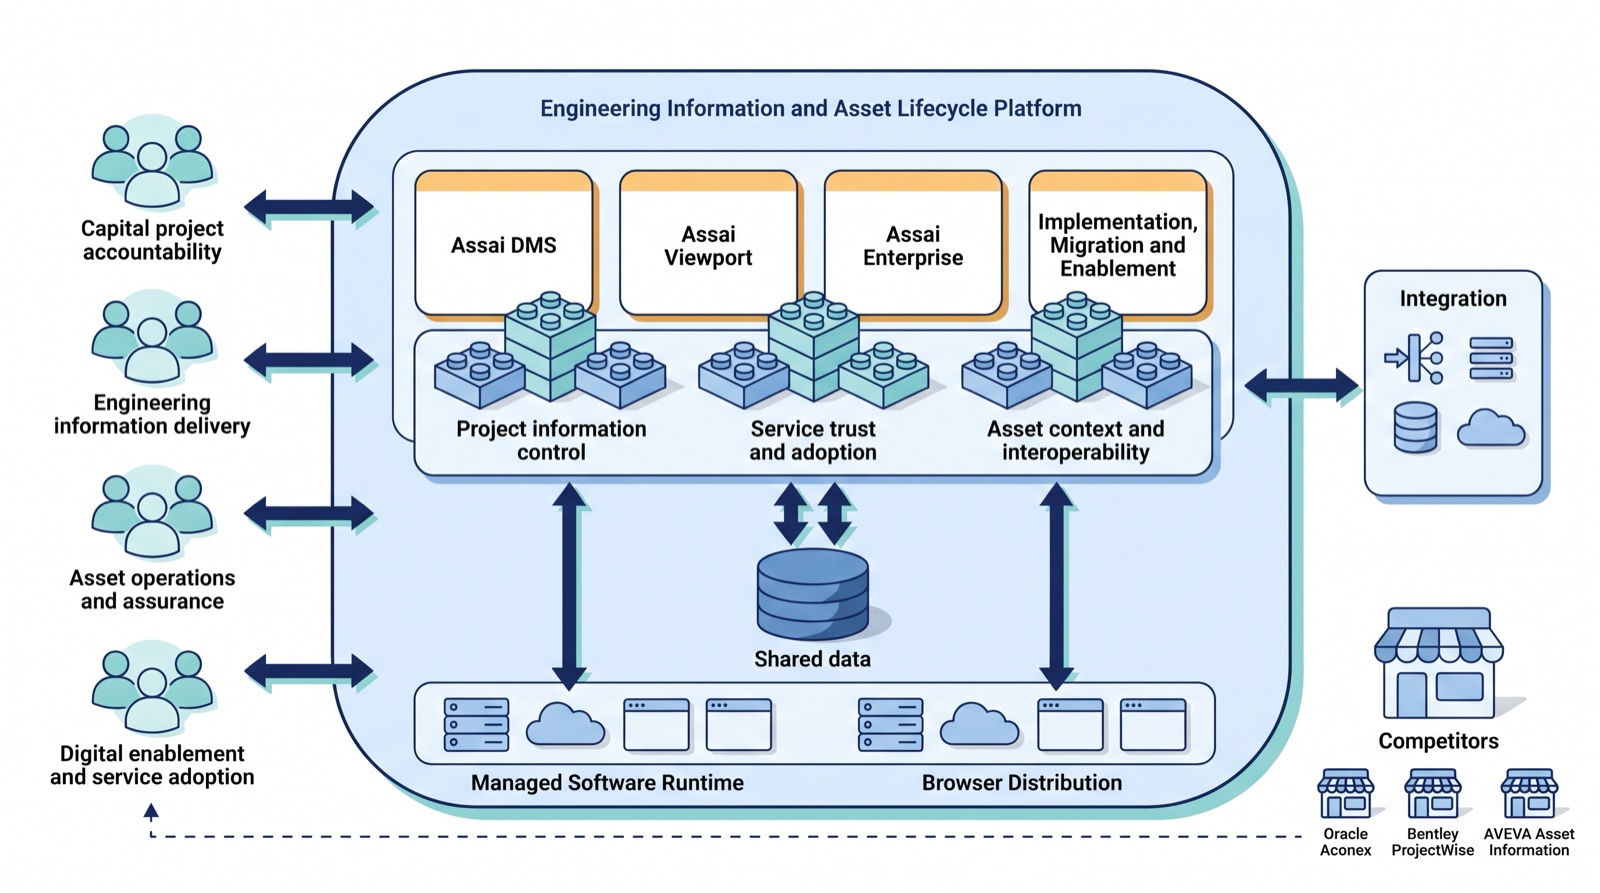 Engineering Information and Asset Lifecycle Platform
Capital project
accountability
Engineering
information delivery
Asset operations
and assurance
Digital enablement
and service adoption
Assai DMS
Assai
Viewport
Assai
Enterprise
Implementation,
Migration and
Enablement
Project information
control
Service trust
and adoption
Asset context and
interoperability
Shared data
Managed Software Runtime
Browser Distribution
Integration
Competitors
Oracle
Aconex
Bentley
ProjectWise
AVEVA Asset
Information